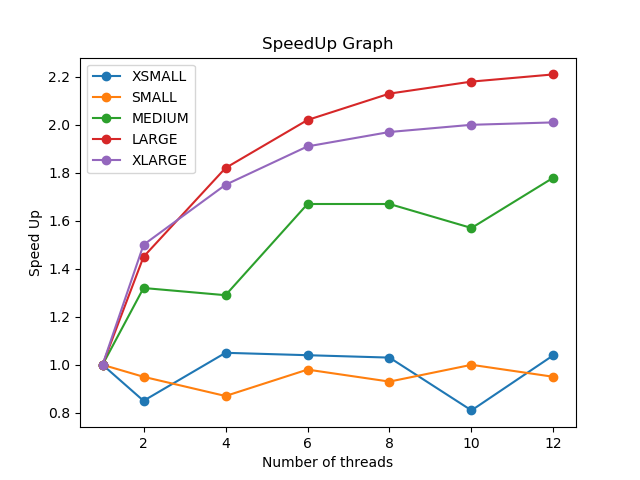 SpeedUp Graph
XSMALL
SMALL
MEDIUM
LARGE
XLARGE
Speed Up
2.2
2.0
1.8
1.6
1.4
1.2
1.0
0.8
2 4 6 8 10 12
Number of threads